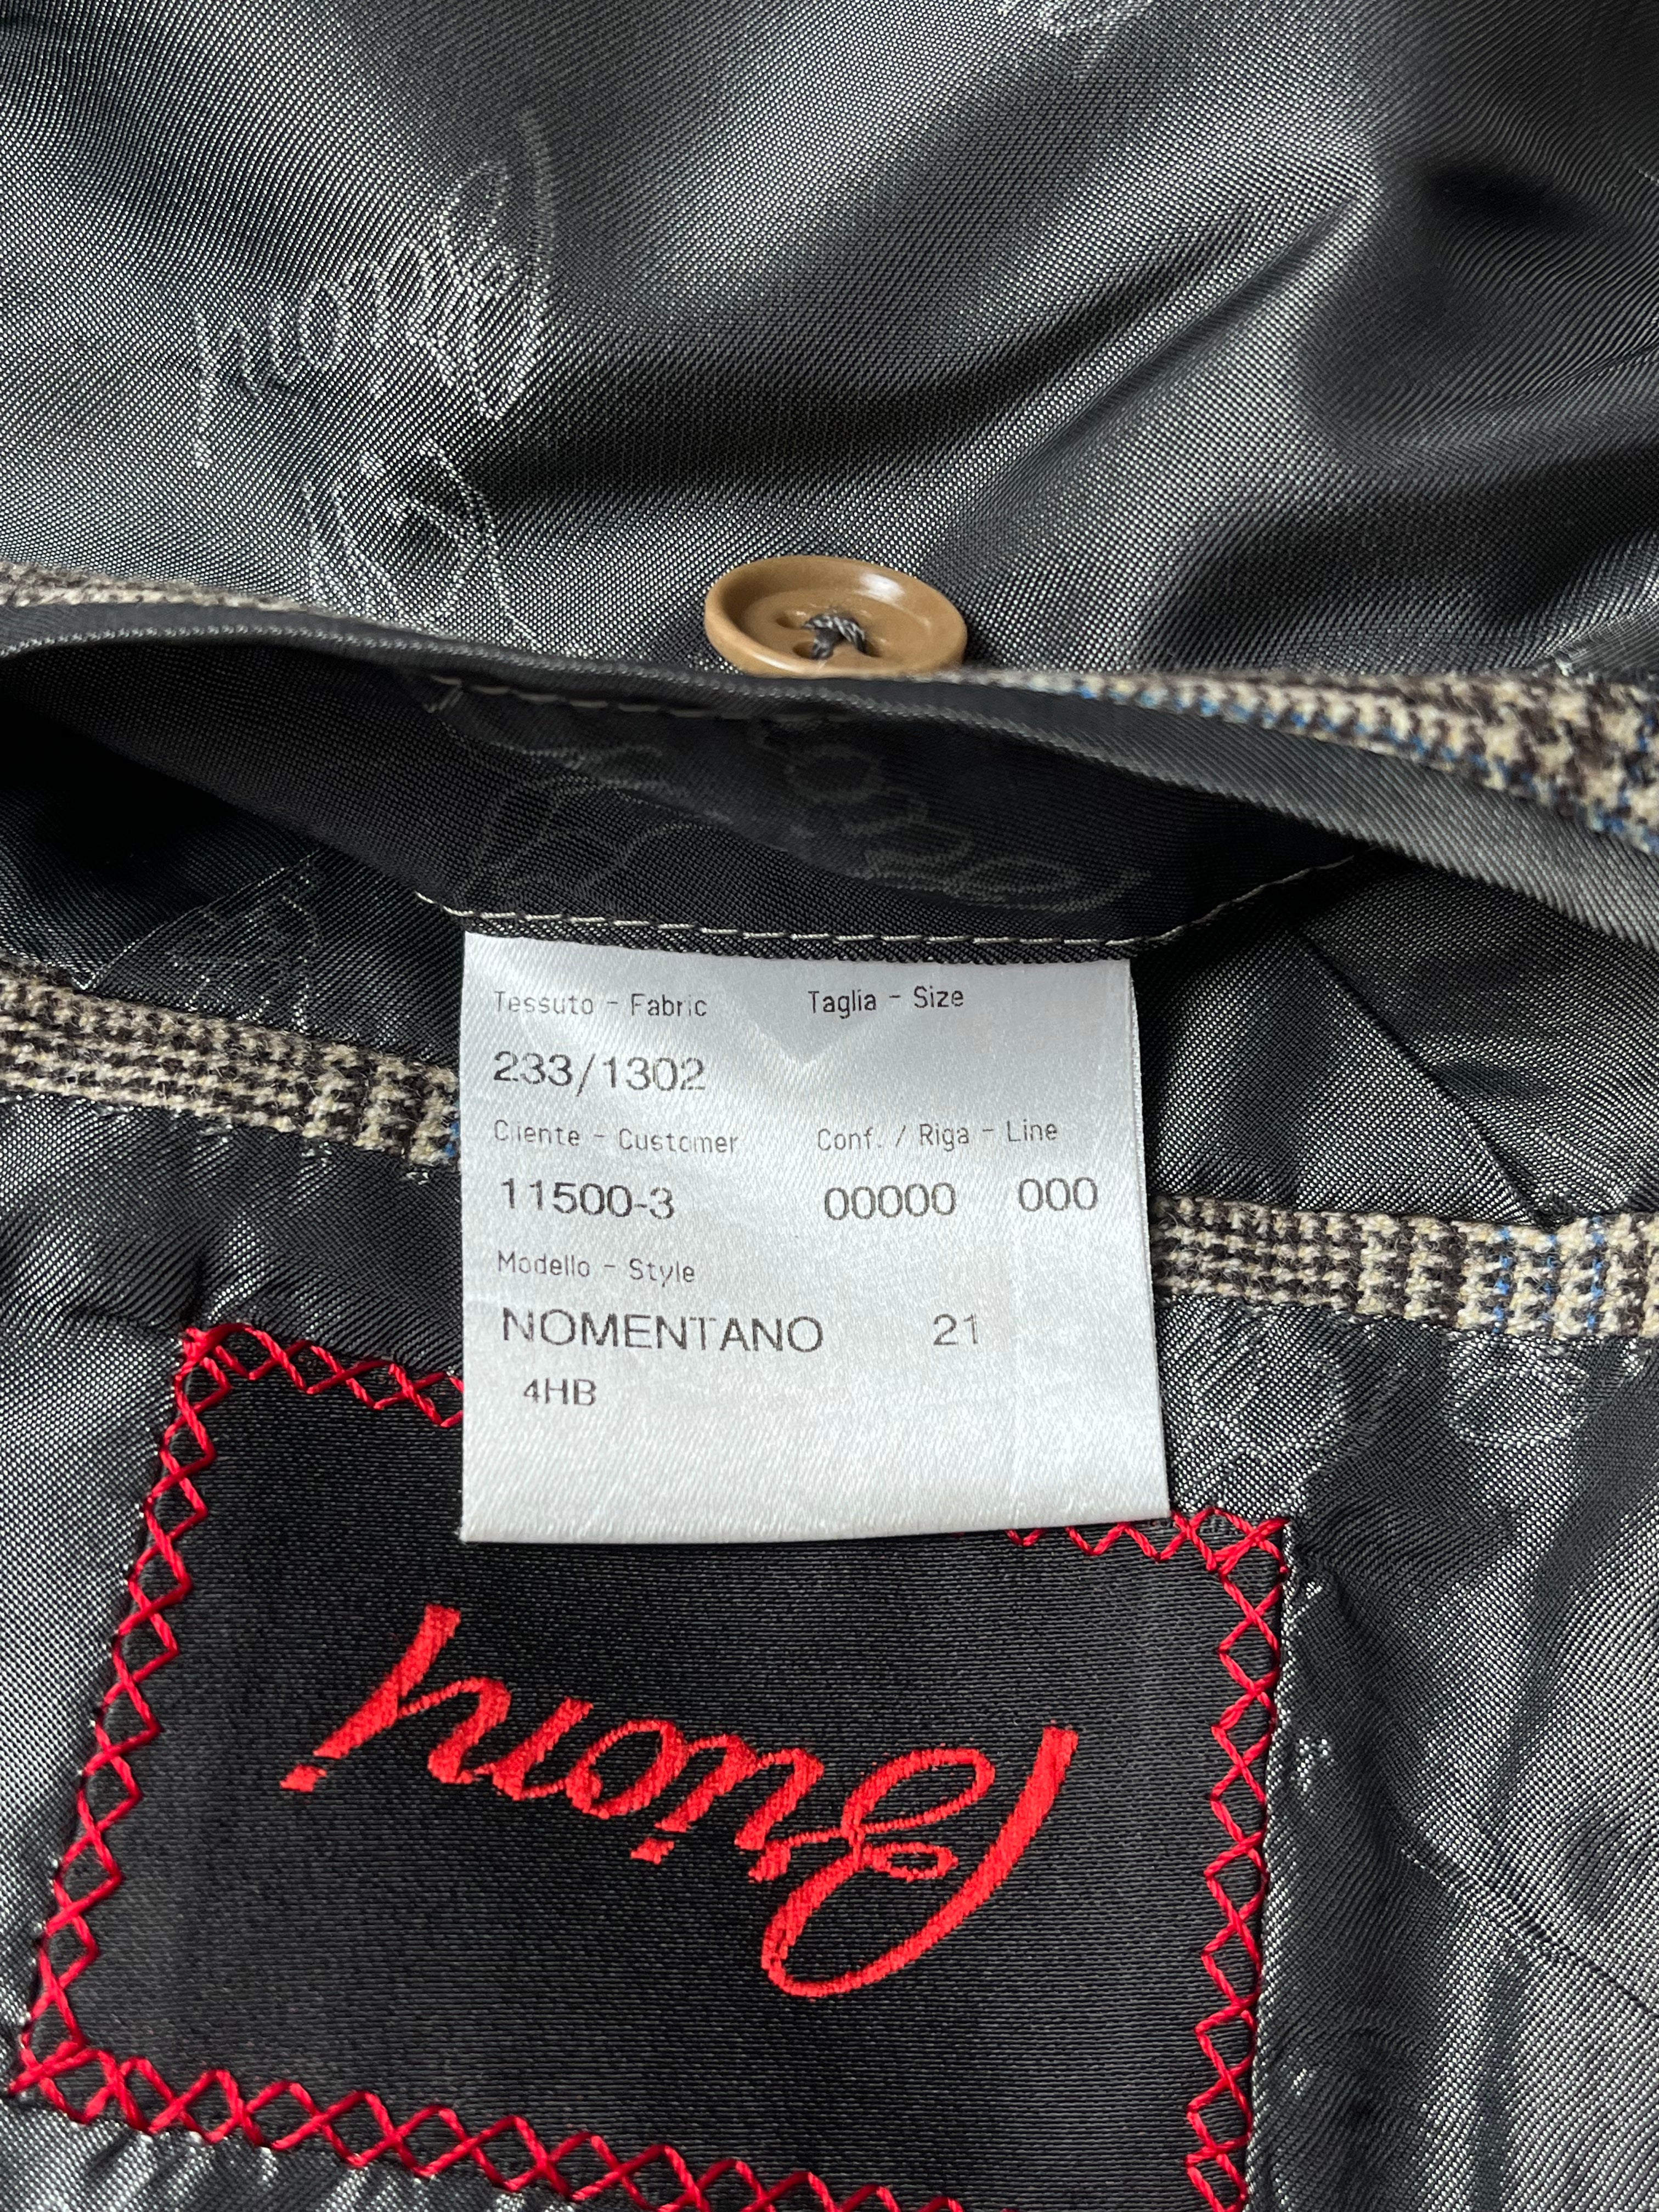 Tessuto - Fabric Taglia - Size
233/1302
Cliente - Customer Conf. / Riga - Line
11500-3 00000 000
Modello - Style
NOMENTANO 21
4HB
Brioni